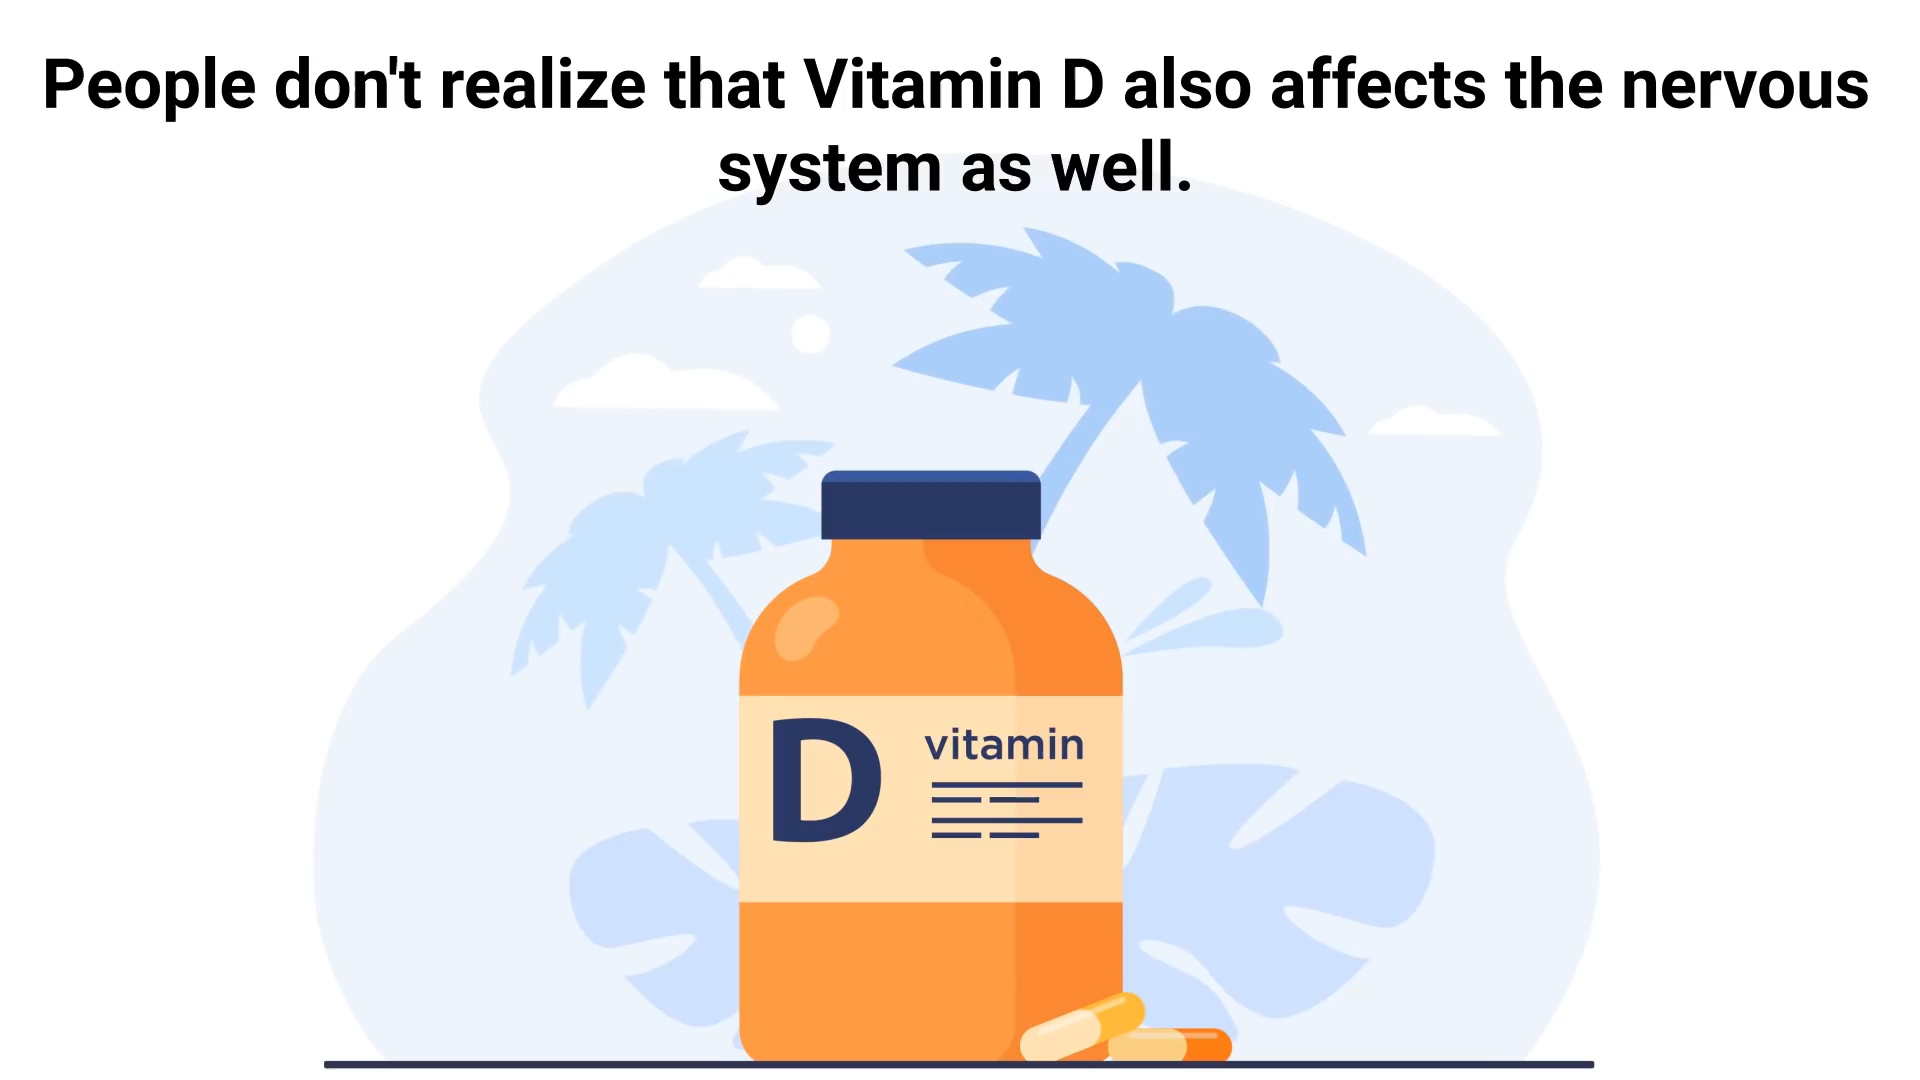 People don't realize that Vitamin D also affects the nervous
system as well.
D
vitamin